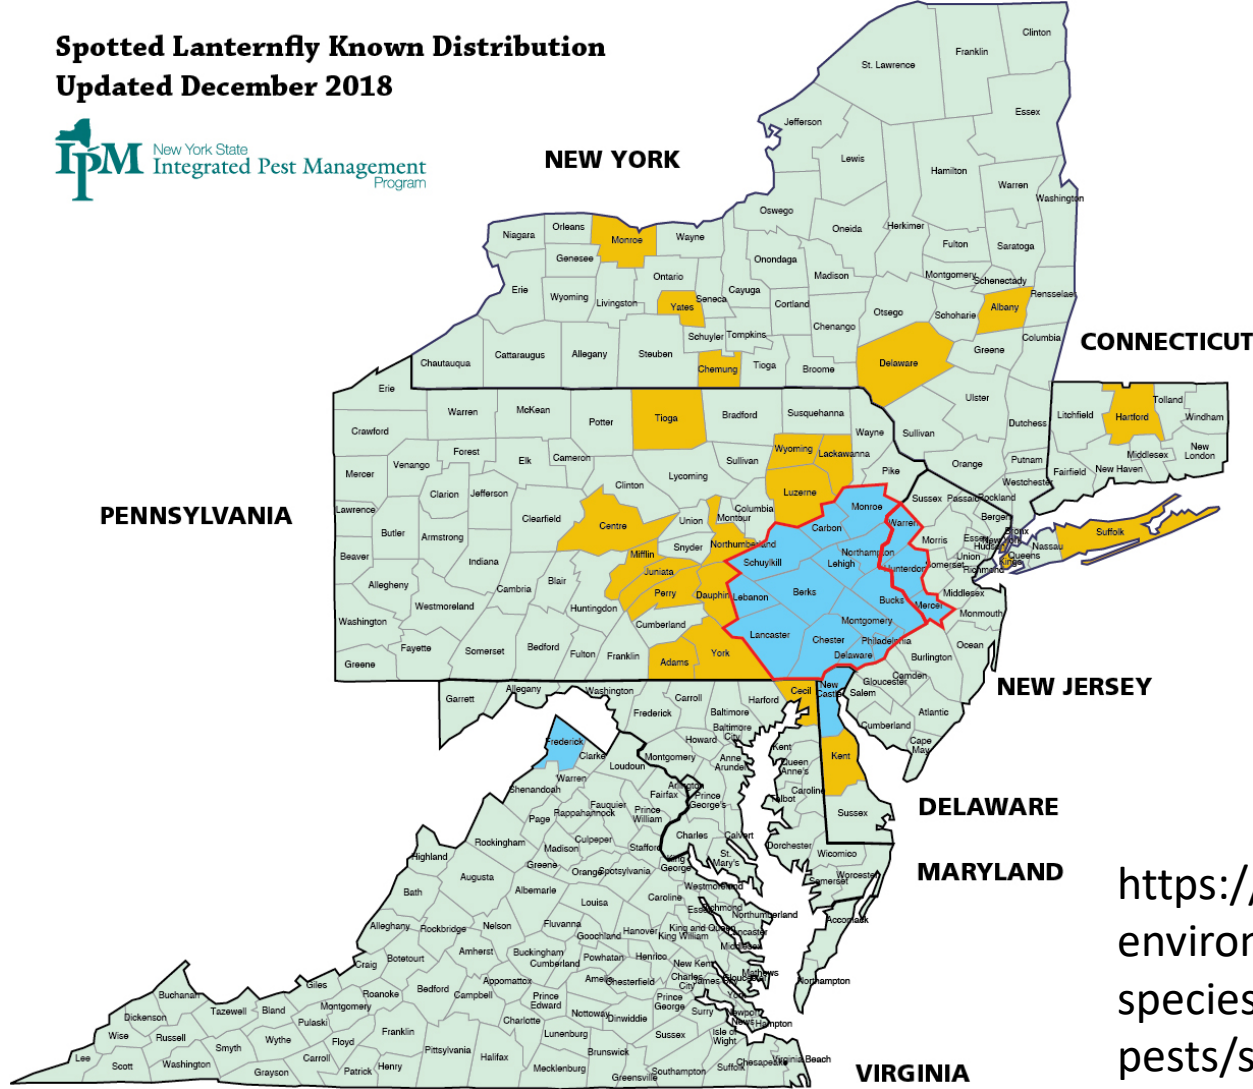 Spotted Lanternfly Known Distribution
Updated December 2018
IPM
New York State
Integrated Pest Management
Program
NEW YORK
Clinton
Franklin
St. Lawrence
Essex
Jefferson
Lewis
Hamilton
Warren
Washington
Oswego
Oneida
Herkimer
Fulton
Saratoga
Niagara
Orleans
Monroe
Wayne
Genesee
Onondaga
Madison
Montgomery
Schenectady
Rensselaer
Ontario
Erie
Wyoming
Livingston
Yates
Seneca
Cayuga
Cortland
Otsego
Schoharie
Albany
Chenango
Schuyler
Tompkins
Columbia
Greene
Chautauqua
Cattaraugus
Allegany
Steuben
Chemung
Tioga
Broome
Delaware
Ulster
Dutchess
Sullivan
Orange
Putnam
Westchester
Rockland
Bronx
Queens
Kings
Richmond
Nassau
Suffolk
CONNECTICUT
Litchfield
Hartford
Tolland
Windham
Middlesex
New
London
Fairfield
New Haven
PENNSYLVANIA
Erie
Crawford
Warren
McKean
Potter
Tioga
Bradford
Susquehanna
Wayne
Mercer
Venango
Forest
Elk
Cameron
Sullivan
Wyoming
Lackawanna
Pike
Lycoming
Clinton
Luzerne
Lawrence
Clarion
Jefferson
Clearfield
Centre
Union
Montour
Columbia
Monroe
Carbon
Butler
Armstrong
Beaver
Indiana
Mifflin
Snyder
Northumberland
Schuylkill
Northampton
Lehigh
Allegheny
Cambria
Blair
Juniata
Perry
Dauphin
Lebanon
Berks
Bucks
Westmoreland
Huntingdon
Washington
Cumberland
Montgomery
Lancaster
Chester
Philadelphia
Delaware
Greene
Fayette
Somerset
Bedford
Fulton
Franklin
Adams
York
NEW JERSEY
Sussex
Passaic
Bergen
Warren
Morris
Essex
Hudson
Union
Hunterdon
Somerset
Middlesex
Mercer
Monmouth
Ocean
Burlington
Camden
Gloucester
Salem
Atlantic
Cumberland
Cape
May
DELAWARE
New
Castle
Kent
Sussex
MARYLAND
Garrett
Allegany
Washington
Carroll
Harford
Cecil
Frederick
Baltimore
Baltimore
City
Howard
Montgomery
Anne
Arundel
Kent
Queen
Anne's
Caroline
Talbot
Prince
George's
Charles
Calvert
St.
Mary's
Dorchester
Wicomico
Somerset
Worcester
VIRGINIA
Frederick
Clarke
Loudoun
Warren
Shenandoah
Fauquier
Fairfax
Arlington
Prince
William
Rappahannock
Page
Rockingham
Culpeper
Madison
Stafford
Greene
Orange
Spotsylvania
King
George
Highland
Augusta
Albemarle
Westmoreland
Bath
Louisa
Caroline
Essex
Richmond
Northumberland
Lancaster
Accomack
Alleghany
Rockbridge
Nelson
Fluvanna
Goochland
Hanover
King and Queen
King William
Middlesex
Amherst
Buckingham
Cumberland
Powhatan
Henrico
New Kent
Mathews
Gloucester
Northampton
Craig
Botetourt
Appomattox
Amelia
Chesterfield
Charles
City
James City
York
Giles
Roanoke
Bedford
Campbell
Prince
Edward
Prince
George
Surry
Newport
News
Hampton
Buchanan
Tazewell
Bland
Montgomery
Charlotte
Nottoway
Dinwiddie
Isle of
Wight
Dickenson
Pulaski
Franklin
Lunenburg
Sussex
Wise
Russell
Smyth
Wythe
Floyd
Pittsylvania
Halifax
Brunswick
Lee
Scott
Washington
Grayson
Carroll
Patrick
Henry
Mecklenburg
Greensville
Southampton
Suffolk
Chesapeake
Virginia Beach
https:/
environ
species
pests/s